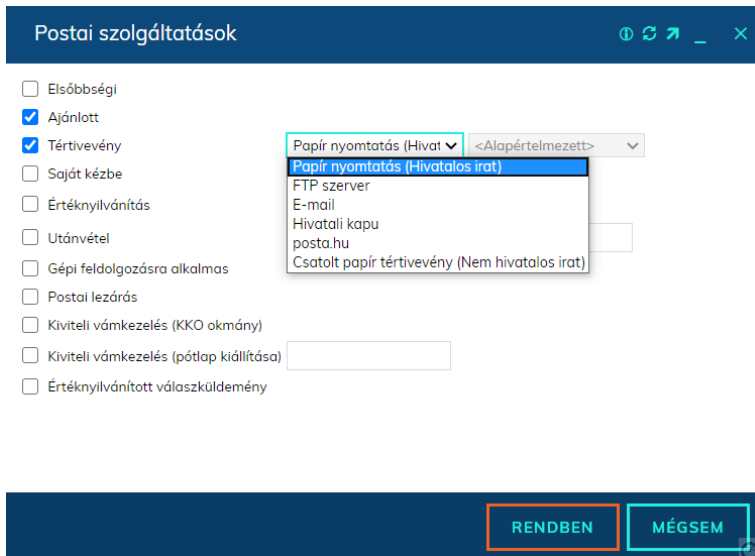 Postai szolgáltatások
Elsőbbségi
Ajánlott
Tértivevény
Papír nyomtatás (Hivat
<Alapértelmezett>
Papír nyomtatás (Hivatalos irat)
FTP szerver
E-mail
Hivatali kapu
posta.hu
Csatolt papír tértivevény (Nem hivatalos irat)
Saját kézbe
Értéknyilvánítás
Utánvétel
Gépi feldolgozásra alkalmas
Postai lezárás
Kiviteli vámkezelés (KKO okmány)
Kiviteli vámkezelés (pótlap kiállítása)
Értéknyilvánított válaszküldemény
RENDBEN
MÉGSEM